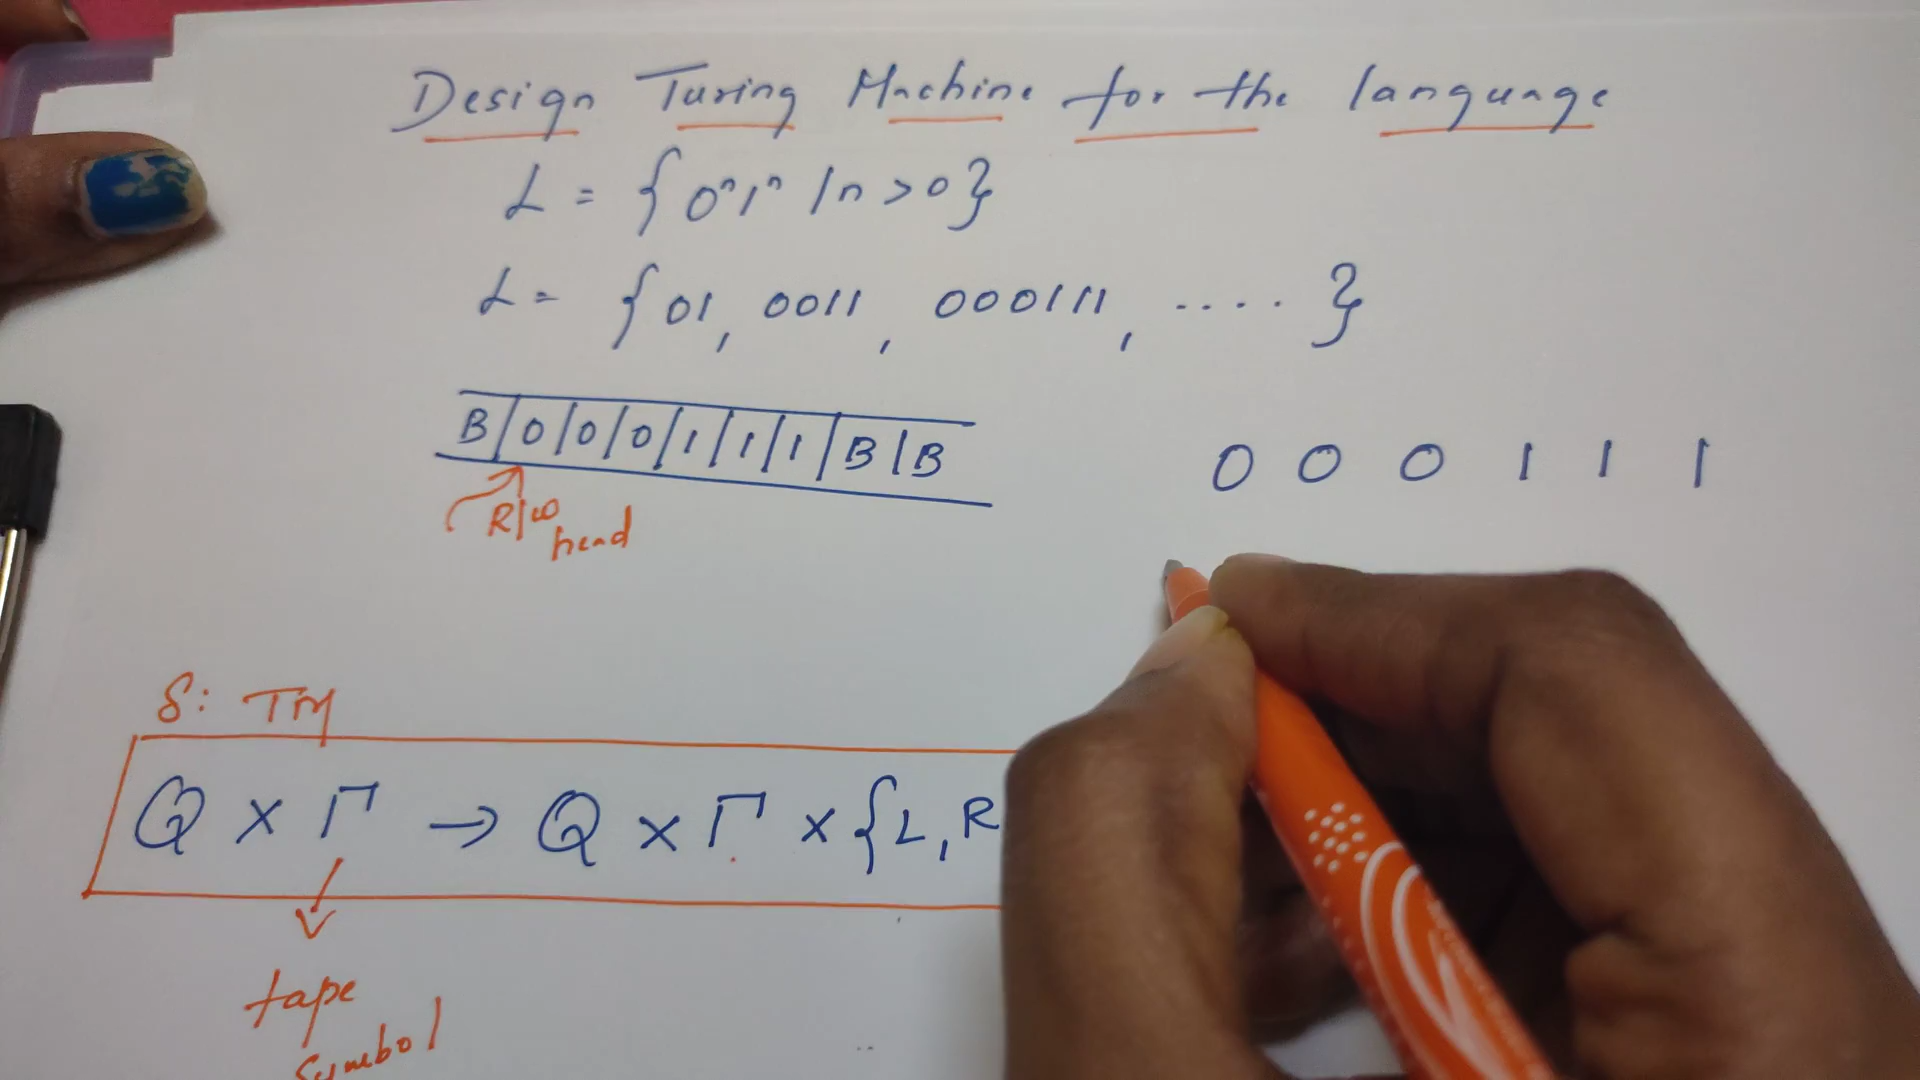 Design Turing Machine for the language
L = {0ⁿ1ⁿ | n > 0}
L = {01, 0011, 000111, ....}
B | 0 | 0 | 0 | 1 | 1 | 1 | B | B
0 0 0 1 1 1
R/W head
δ: TM
Q × Γ → Q × Γ × {L, R
tape
symbol